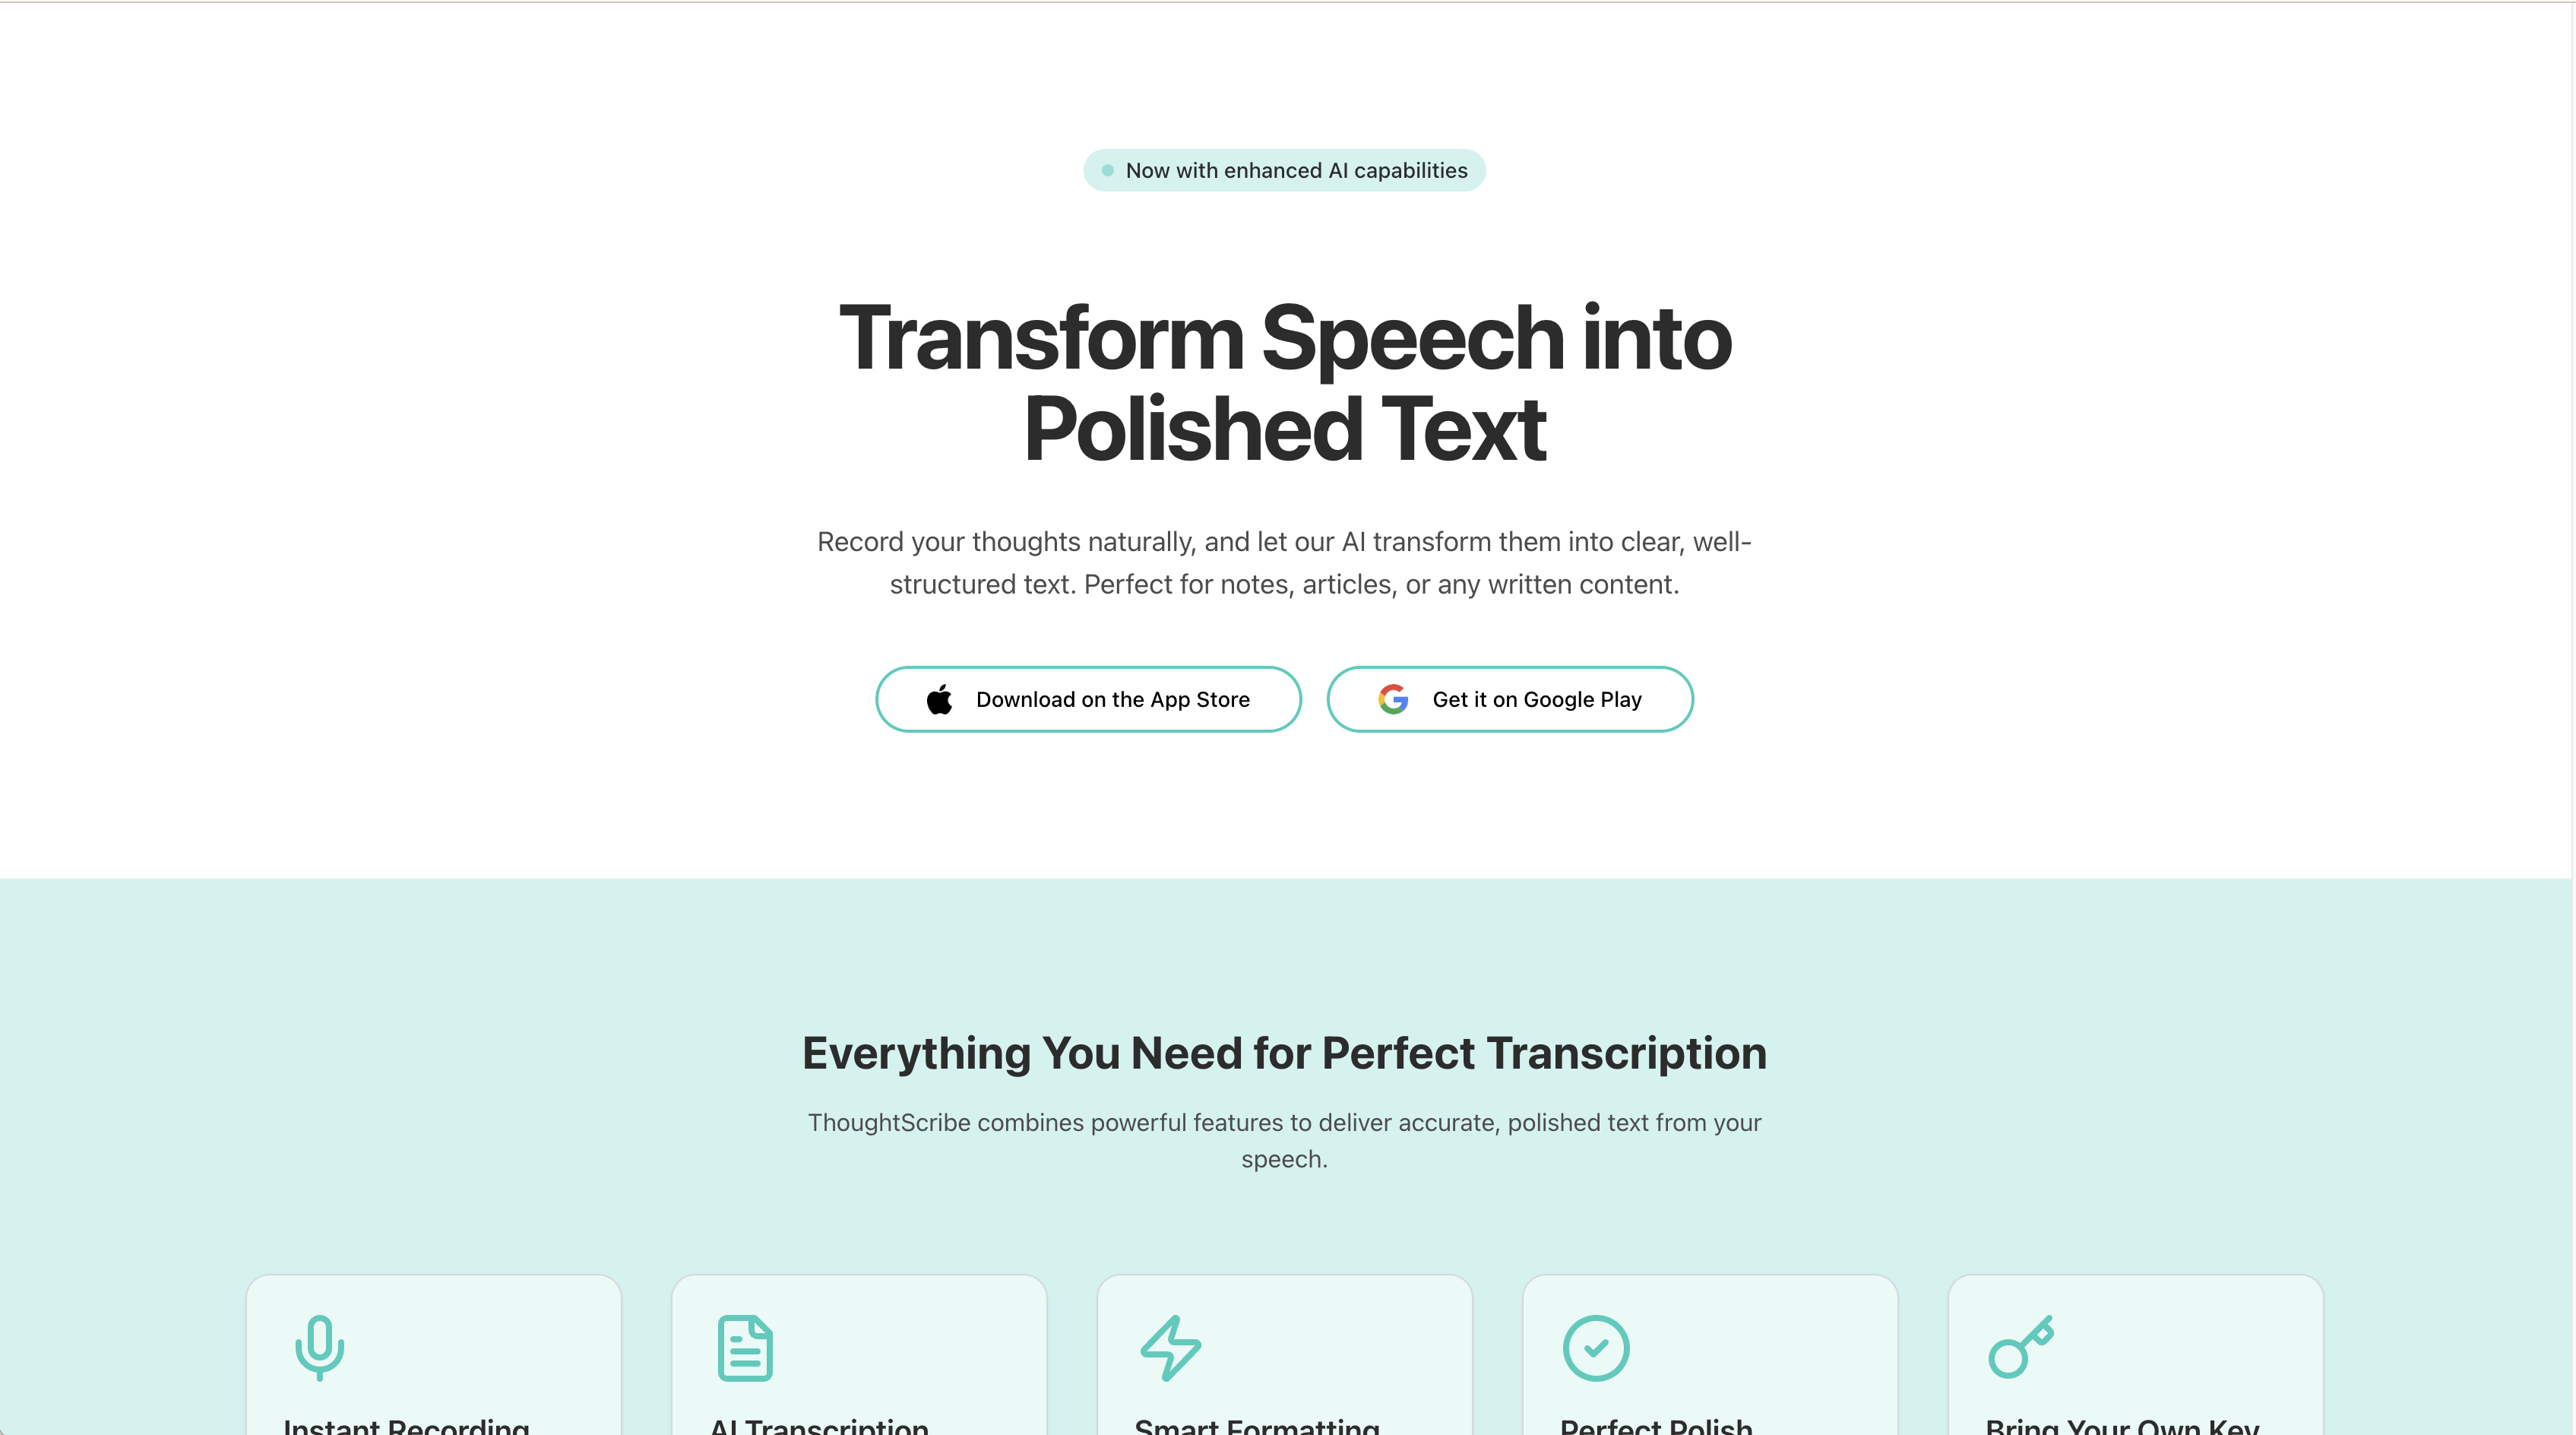 Now with enhanced AI capabilities
Transform Speech into
Polished Text
Record your thoughts naturally, and let our AI transform them into clear, well-
structured text. Perfect for notes, articles, or any written content.
Download on the App Store
Get it on Google Play
Everything You Need for Perfect Transcription
ThoughtScribe combines powerful features to deliver accurate, polished text from your
speech.
Instant Recording
AI Transcription
Smart Formatting
Perfect Polish
Bring Your Own Key